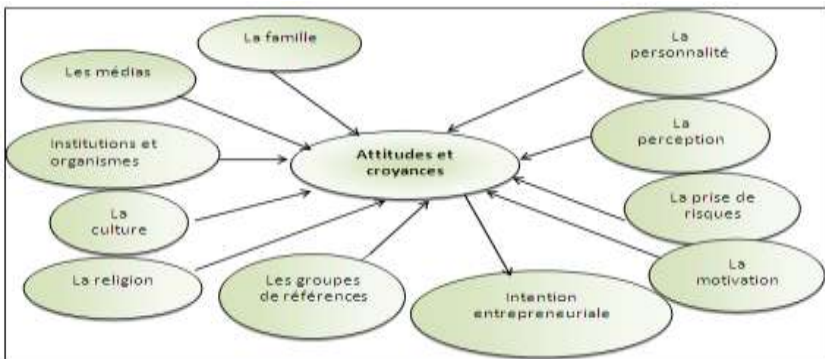 La famille
La
personnalité
Les médias
La
perception
Institutions et
organismes
Attitudes et
croyances
La prise de
risques
La
culture
La
motivation
La religion
Les groupes
de références
Intention
entrepreneuriale